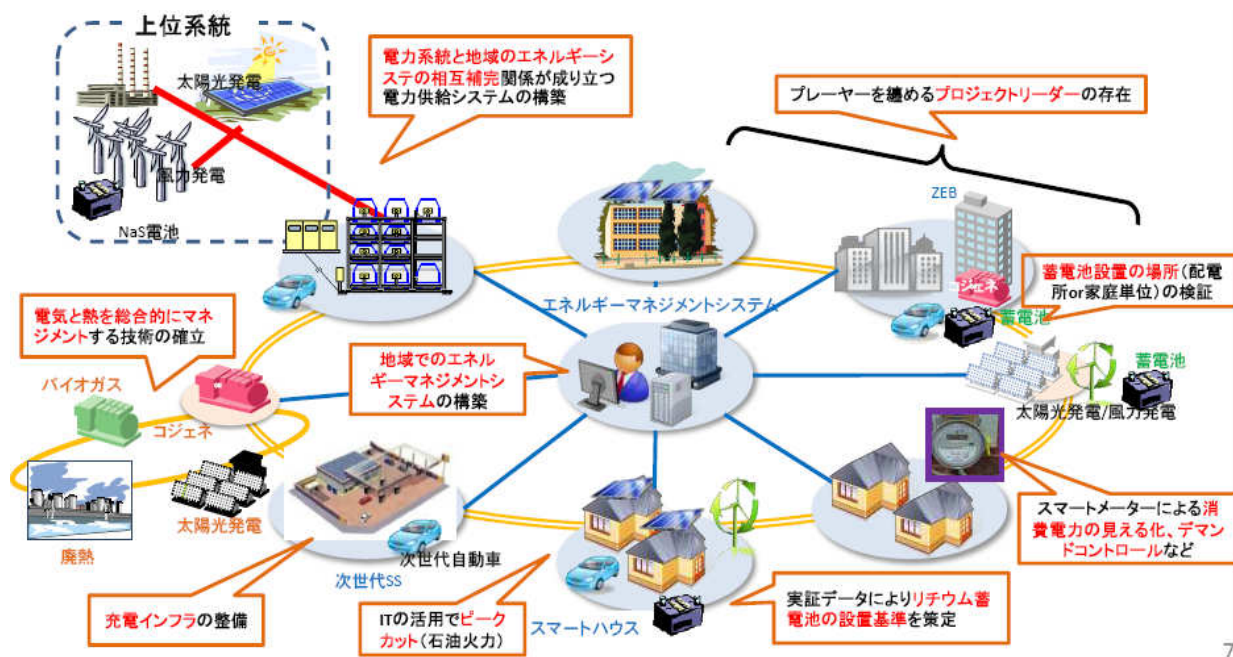 上位系統
太陽光発電
風力発電
NaS電池
電力系統と地域のエネルギーシ
ステの相互補完関係が成り立つ
電力供給システムの構築
プレーヤーを纏めるプロジェクトリーダーの存在
ZEB
コジェネ
蓄電池
蓄電池設置の場所(配電
所or家庭単位)の検証
エネルギーマネジメントシステム
電気と熱を総合的にマネ
ジメントする技術の確立
地域でのエネル
ギーマネジメントシ
ステムの構築
蓄電池
太陽光発電/風力発電
バイオガス
コジェネ
太陽光発電
廃熱
スマートメーターによる消
費電力の見える化、デマン
ドコントロールなど
次世代自動車
次世代SS
充電インフラの整備
ITの活用でピーク
カット(石油火力)
スマートハウス
実証データによりリチウム蓄
電池の設置基準を策定
7